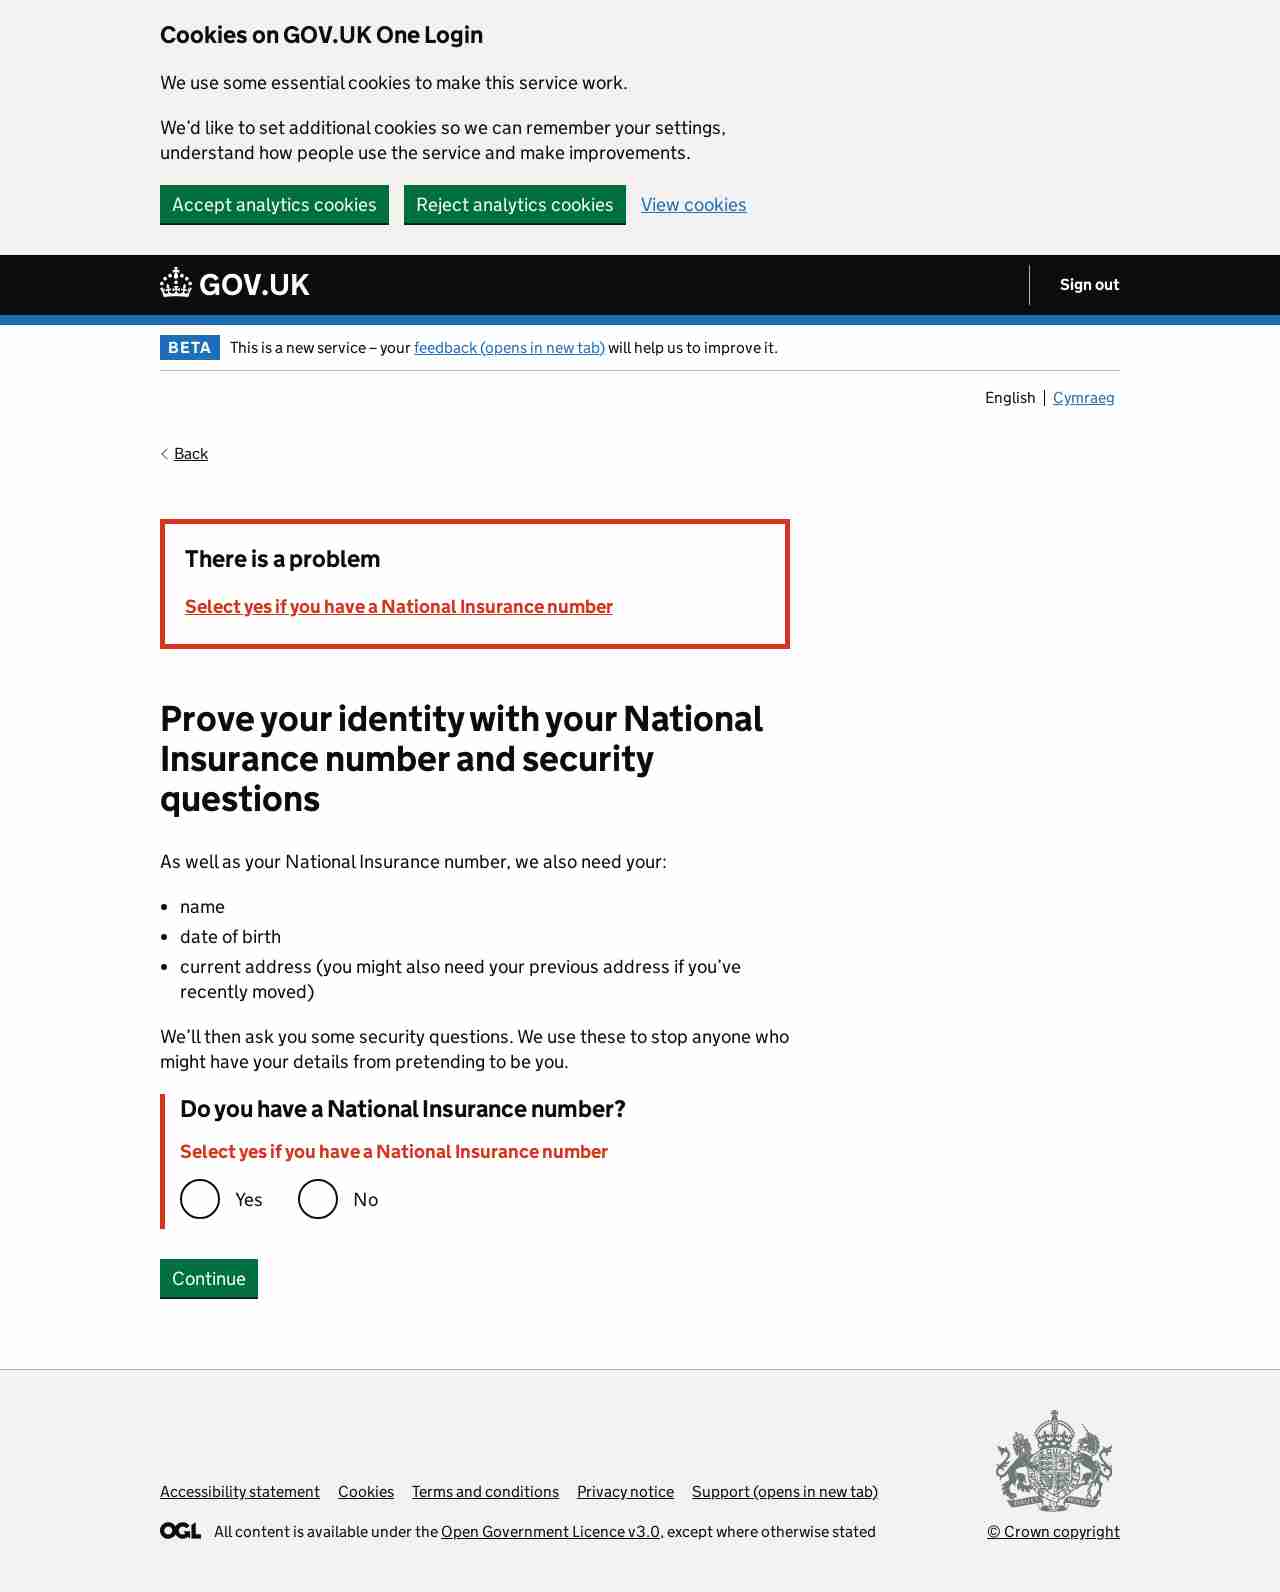 Cookies on GOV.UK One Login
We use some essential cookies to make this service work.
We’d like to set additional cookies so we can remember your settings,
understand how people use the service and make improvements.
Accept analytics cookies Reject analytics cookies View cookies
GOV.UK Sign out
BETA This is a new service – your feedback (opens in new tab) will help us to improve it.
English Cymraeg
Back
There is a problem
Select yes if you have a National Insurance number
Prove your identity with your National
Insurance number and security
questions
As well as your National Insurance number, we also need your:
• name
• date of birth
• current address (you might also need your previous address if you’ve
recently moved)
We’ll then ask you some security questions. We use these to stop anyone who
might have your details from pretending to be you.
Do you have a National Insurance number?
Select yes if you have a National Insurance number
Yes No
Continue
Accessibility statement Cookies Terms and conditions Privacy notice Support (opens in new tab)
OGL All content is available under the Open Government Licence v3.0, except where otherwise stated
© Crown copyright